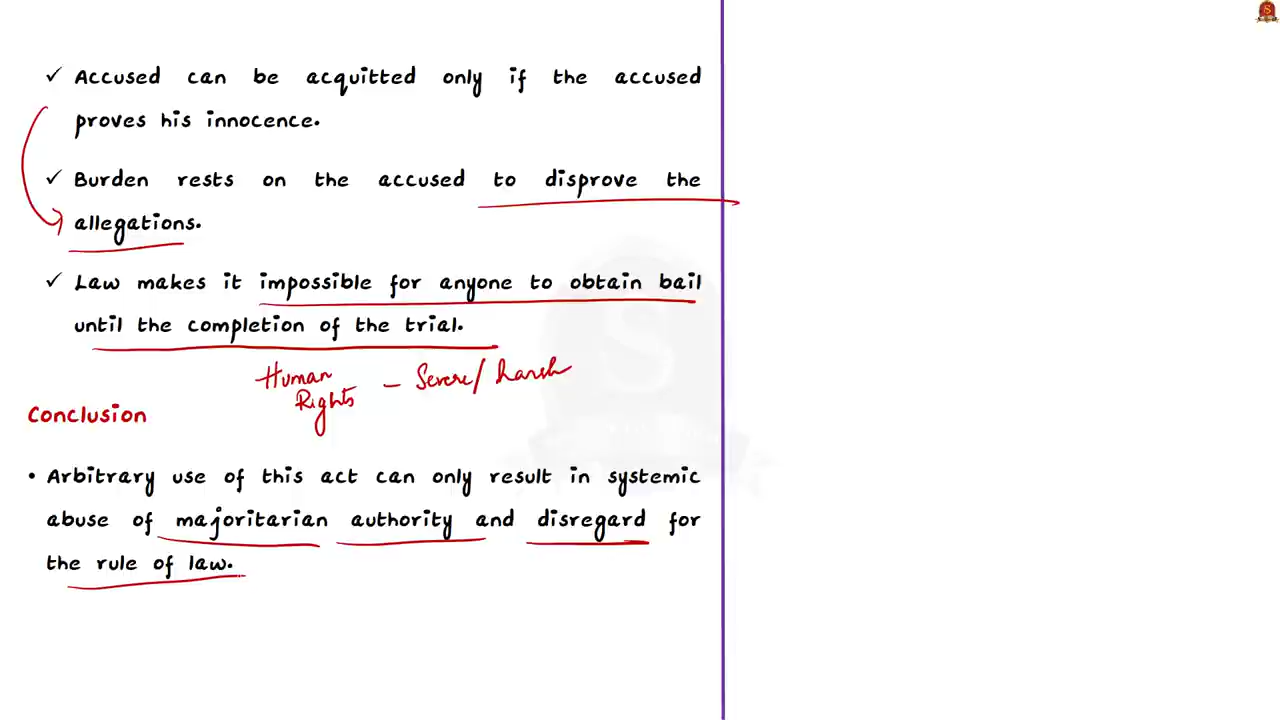 ✓ Accused can be acquitted only if the accused
proves his innocence.
✓ Burden rests on the accused to disprove the
allegations.
✓ Law makes it impossible for anyone to obtain bail
until the completion of the trial.
Human
Rights – Severe/Harsh
Conclusion
• Arbitrary use of this act can only result in systemic
abuse of majoritarian authority and disregard for
the rule of law.